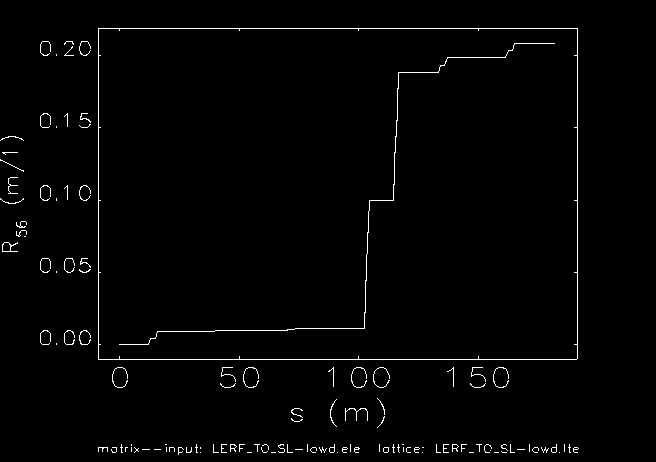 0.20
0.15
0.10
0.05
0.00
R56 (m/1)
0 50 100 150
s (m)
matrix--input: LERF_TO_SL-lowd.ele lattice: LERF_TO_SL-lowd.lte